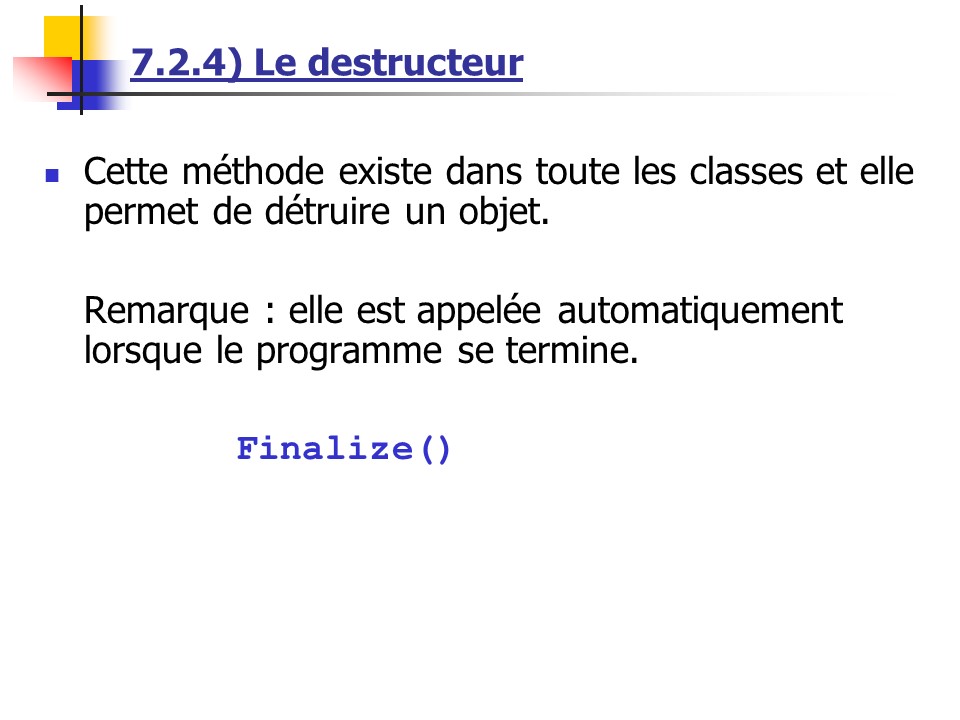 7.2.4) Le destructeur
Cette méthode existe dans toute les classes et elle
permet de détruire un objet.
Remarque : elle est appelée automatiquement
lorsque le programme se termine.
Finalize()